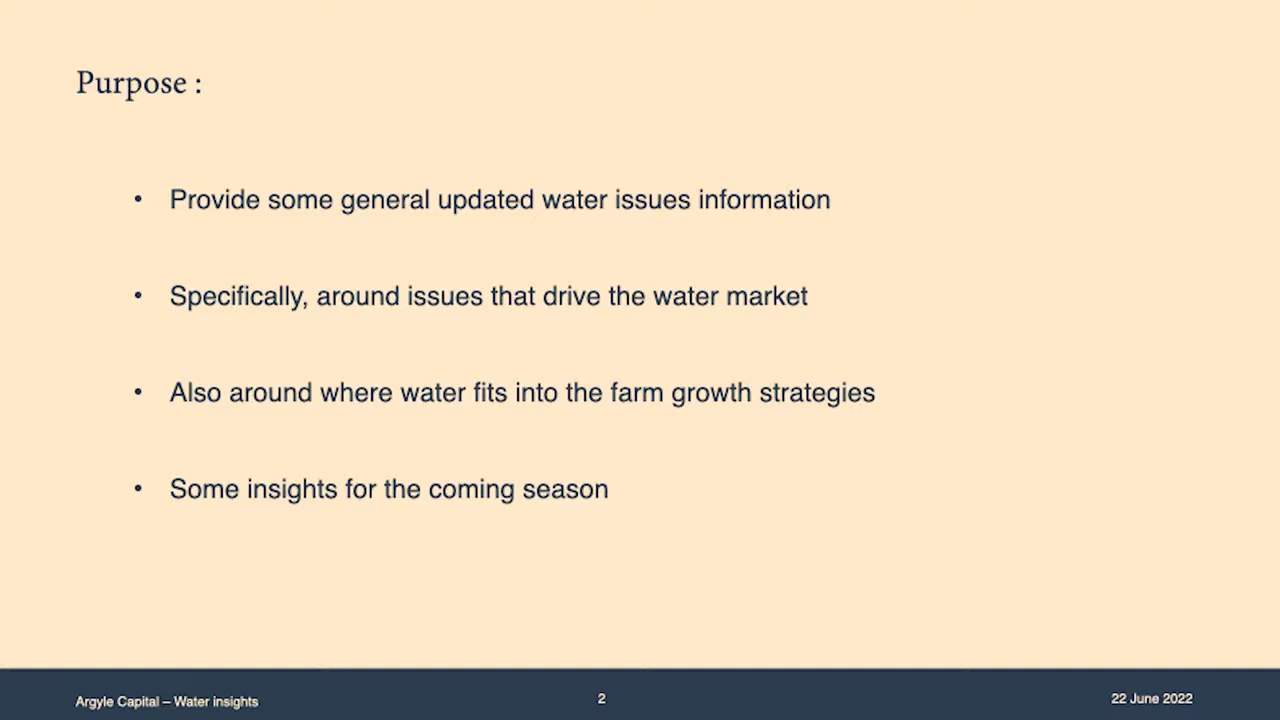 Purpose :
• Provide some general updated water issues information
• Specifically, around issues that drive the water market
• Also around where water fits into the farm growth strategies
• Some insights for the coming season
Argyle Capital – Water insights
2
22 June 2022